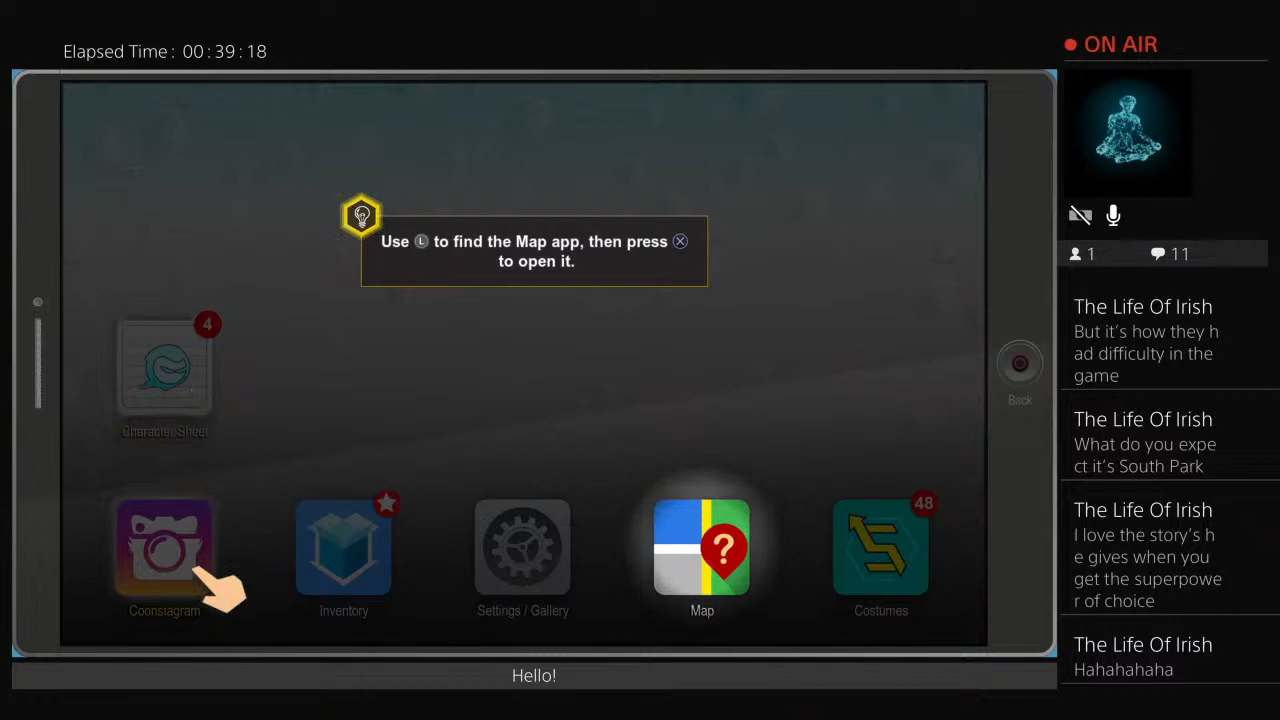 Elapsed Time: 00:39:18
ON AIR
Use L to find the Map app, then press
to open it.
4
Character Sheet
Back
48
?
Coonstagram
Inventory
Settings / Gallery
Map
Costumes
Hello!
1
11
The Life Of Irish
But it's how they h
ad difficulty in the
game
The Life Of Irish
What do you expe
ct it's South Park
The Life Of Irish
I love the story's h
e gives when you
get the superpowe
r of choice
The Life Of Irish
Hahahahaha